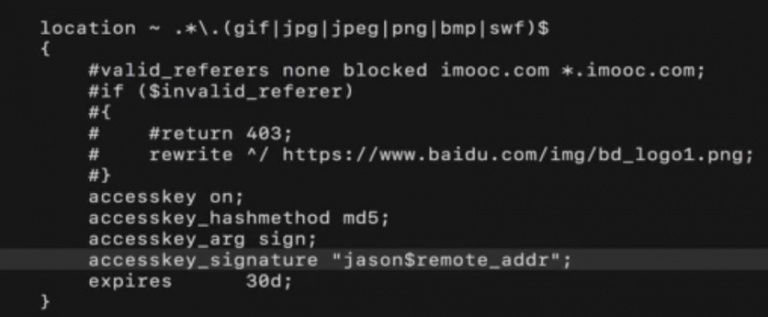 location ~ .*\.(gif|jpg|jpeg|png|bmp|swf)$
{
    #valid_referers none blocked imooc.com *.imooc.com;
    #if ($invalid_referer)
    #{
    #    #return 403;
    #    rewrite ^/ https://www.baidu.com/img/bd_logo1.png;
    #}
    accesskey on;
    accesskey_hashmethod md5;
    accesskey_arg sign;
    accesskey_signature "jason$remote_addr";
    expires      30d;
}